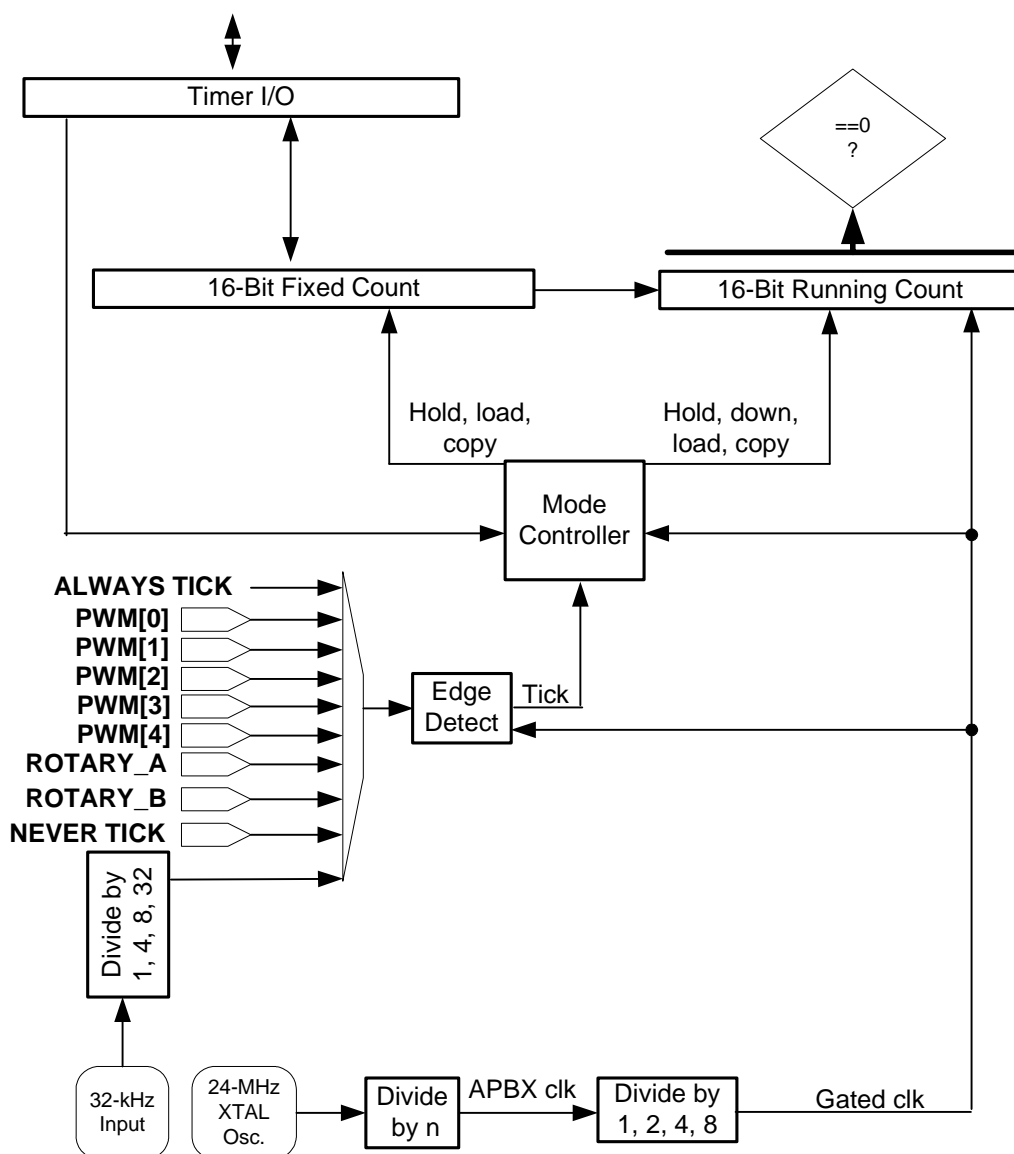 Timer I/O
==0
?
16-Bit Fixed Count
16-Bit Running Count
Hold, load,
copy
Hold, down,
load, copy
Mode
Controller
ALWAYS TICK
PWM[0]
PWM[1]
PWM[2]
PWM[3]
PWM[4]
ROTARY_A
ROTARY_B
NEVER TICK
Edge
Detect
Tick
Divide by
1, 4, 8, 32
32-kHz
Input
24-MHz
XTAL
Osc.
Divide
by n
APBX clk
Divide by
1, 2, 4, 8
Gated clk